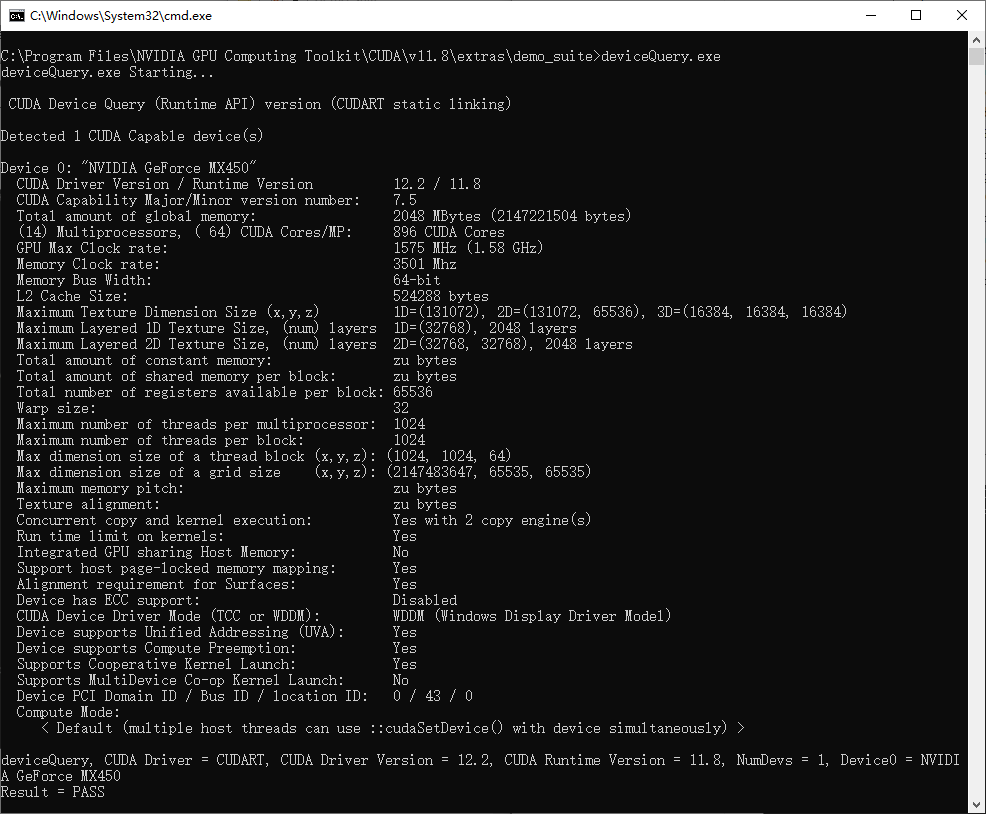 C:\Windows\System32\cmd.exe
C:\Program Files\NVIDIA GPU Computing Toolkit\CUDA\v11.8\extras\demo_suite>deviceQuery.exe
deviceQuery.exe Starting...
CUDA Device Query (Runtime API) version (CUDART static linking)
Detected 1 CUDA Capable device(s)
Device 0: "NVIDIA GeForce MX450"
CUDA Driver Version / Runtime Version          12.2 / 11.8
CUDA Capability Major/Minor version number:    7.5
Total amount of global memory:                 2048 MBytes (2147221504 bytes)
(14) Multiprocessors, ( 64) CUDA Cores/MP:     896 CUDA Cores
GPU Max Clock rate:                            1575 MHz (1.58 GHz)
Memory Clock rate:                             3501 Mhz
Memory Bus Width:                              64-bit
L2 Cache Size:                                 524288 bytes
Maximum Texture Dimension Size (x,y,z)         1D=(131072), 2D=(131072, 65536), 3D=(16384, 16384, 16384)
Maximum Layered 1D Texture Size, (num) layers  1D=(32768), 2048 layers
Maximum Layered 2D Texture Size, (num) layers  2D=(32768, 32768), 2048 layers
Total amount of constant memory:               zu bytes
Total amount of shared memory per block:       zu bytes
Total number of registers available per block: 65536
Warp size:                                     32
Maximum number of threads per multiprocessor:  1024
Maximum number of threads per block:           1024
Max dimension size of a thread block (x,y,z): (1024, 1024, 64)
Max dimension size of a grid size    (x,y,z): (2147483647, 65535, 65535)
Maximum memory pitch:                          zu bytes
Texture alignment:                             zu bytes
Concurrent copy and kernel execution:          Yes with 2 copy engine(s)
Run time limit on kernels:                     Yes
Integrated GPU sharing Host Memory:            No
Support host page-locked memory mapping:       Yes
Alignment requirement for Surfaces:            Yes
Device has ECC support:                        Disabled
CUDA Device Driver Mode (TCC or WDDM):         WDDM (Windows Display Driver Model)
Device supports Unified Addressing (UVA):      Yes
Device supports Compute Preemption:            Yes
Supports Cooperative Kernel Launch:            Yes
Supports MultiDevice Co-op Kernel Launch:      No
Device PCI Domain ID / Bus ID / location ID:   0 / 43 / 0
Compute Mode:
< Default (multiple host threads can use ::cudaSetDevice() with device simultaneously) >
deviceQuery, CUDA Driver = CUDART, CUDA Driver Version = 12.2, CUDA Runtime Version = 11.8, NumDevs = 1, Device0 = NVIDI
A GeForce MX450
Result = PASS